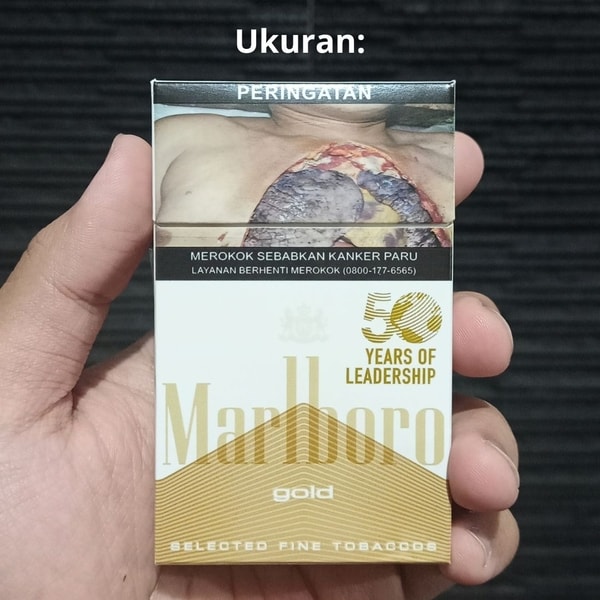 Ukuran:
PERINGATAN
MEROKOK SEBABKAN KANKER PARU
LAYANAN BERHENTI MEROKOK (0800-177-6565)
50
YEARS OF
LEADERSHIP
Marlboro
gold
SELECTED FINE TOBACCOS